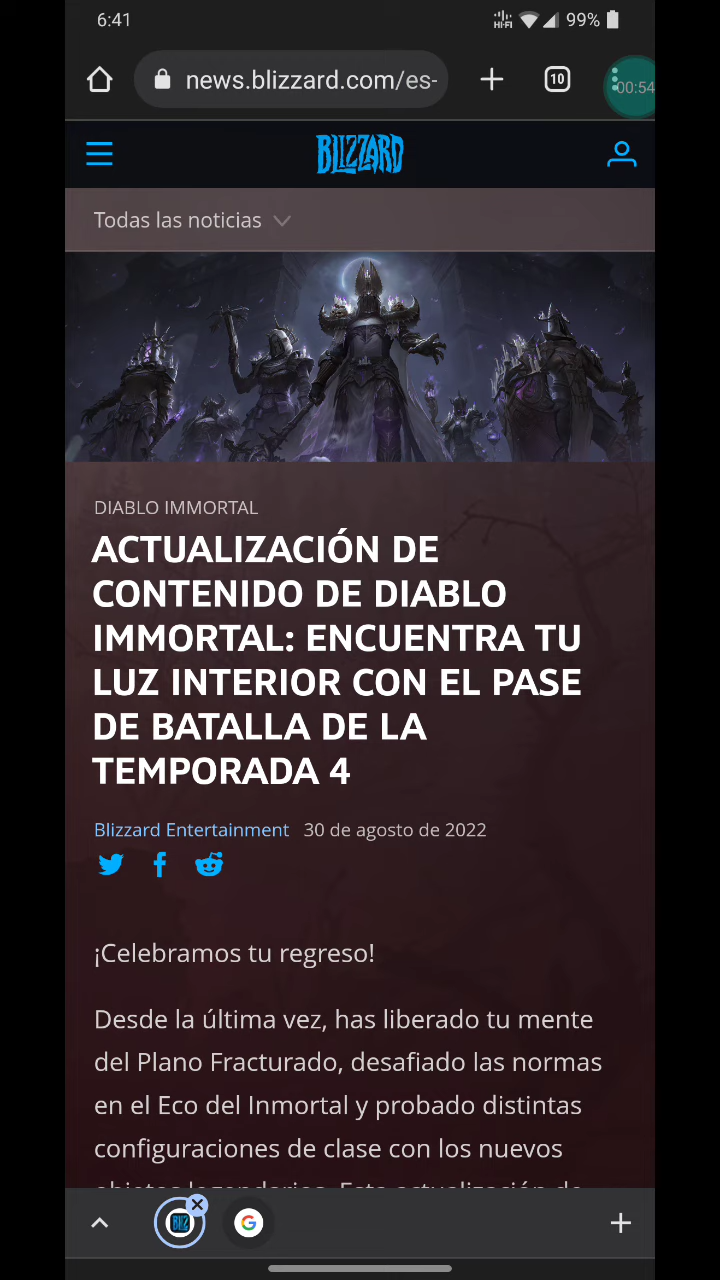 6:41
HI-FI
99%
news.blizzard.com/es-
10
00:54
BLIZZARD
Todas las noticias
DIABLO IMMORTAL
ACTUALIZACIÓN DE
CONTENIDO DE DIABLO
IMMORTAL: ENCUENTRA TU
LUZ INTERIOR CON EL PASE
DE BATALLA DE LA
TEMPORADA 4
Blizzard Entertainment 30 de agosto de 2022
¡Celebramos tu regreso!
Desde la última vez, has liberado tu mente
del Plano Fracturado, desafiado las normas
en el Eco del Inmortal y probado distintas
configuraciones de clase con los nuevos
BLIZ
G